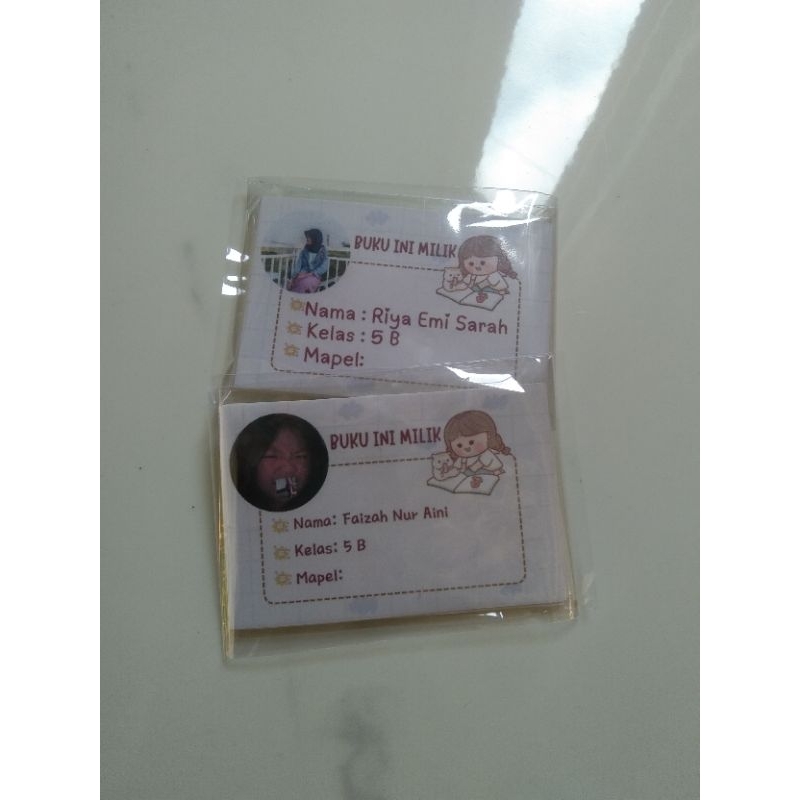 BUKU INI MILIK
Nama : Riya Emi Sarah
Kelas : 5 B
Mapel:
BUKU INI MILIK
Nama: Faizah Nur Aini
Kelas: 5 B
Mapel: